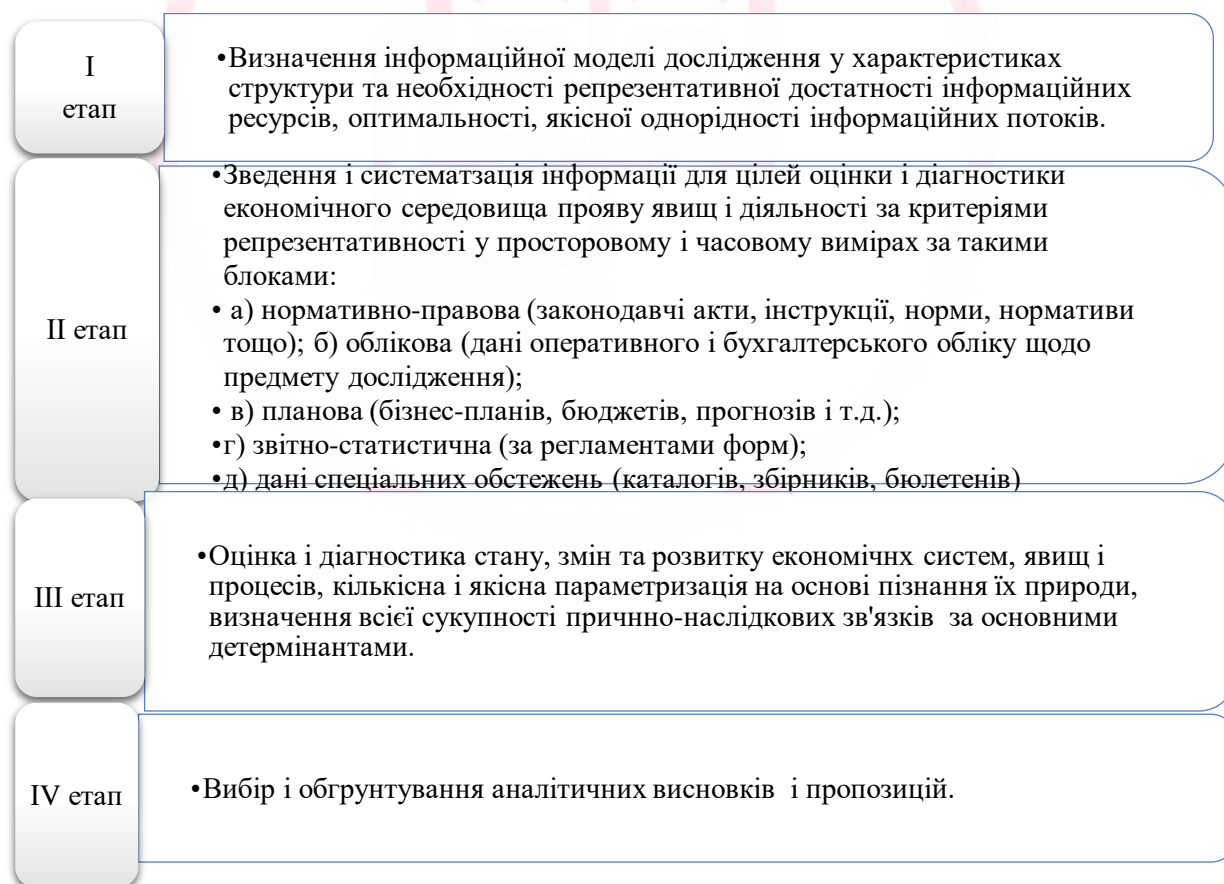 І
етап
•Визначення інформаційної моделі дослідження у характеристиках
структури та необхідності репрезентативної достатності інформаційних
ресурсів, оптимальності, якісної однорідності інформаційних потоків.
ІІ етап
•Зведення і систематзація інформації для цілей оцінки і діагностики
економічного середовища прояву явищ і діяльності за критеріями
репрезентативності у просторовому і часовому вимірах за такими
блоками:
• а) нормативно-правова (законодавчі акти, інструкції, норми, нормативи
тощо); б) облікова (дані оперативного і бухгалтерського обліку щодо
предмету дослідження);
• в) планова (бізнес-планів, бюджетів, прогнозів і т.д.);
•г) звітно-статистична (за регламентами форм);
•д) дані спеціальних обстежень (каталогів, збірників, бюлетенів)
ІІІ етап
•Оцінка і діагностика стану, змін та розвитку економічнх систем, явищ і
процесів, кількісна і якісна параметризація на основі пізнання їх природи,
визначення всієї сукупності причнно-наслідкових зв'язків за основними
детермінантами.
IV етап
•Вибір і обгрунтування аналітичних висновків і пропозицій.